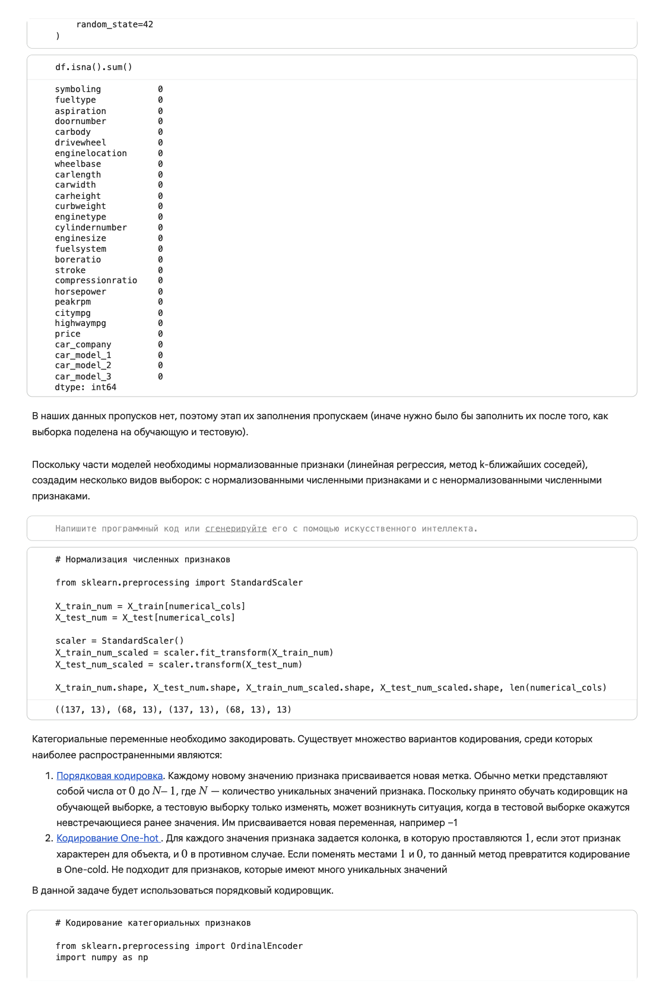 random_state=42
)
df.isna().sum()
symboling 0
fueltype 0
aspiration 0
doornumber 0
carbody 0
drivewheel 0
enginelocation 0
wheelbase 0
carlength 0
carwidth 0
carheight 0
curbweight 0
enginetype 0
cylindernumber 0
enginesize 0
fuelsystem 0
boreratio 0
stroke 0
compressionratio 0
horsepower 0
peakrpm 0
citympg 0
highwaympg 0
price 0
car_company 0
car_model_1 0
car_model_2 0
car_model_3 0
dtype: int64
В наших данных пропусков нет, поэтому этап их заполнения пропускаем (иначе нужно было бы заполнить их после того, как
выборка поделена на обучающую и тестовую).
Поскольку части моделей необходимы нормализованные признаки (линейная регрессия, метод k-ближайших соседей),
создадим несколько видов выборок: с нормализованными численными признаками и с ненормализованными численными
признаками.
Напишите программный код или сгенерируйте его с помощью искусственного интеллекта.
# Нормализация численных признаков
from sklearn.preprocessing import StandardScaler
X_train_num = X_train[numerical_cols]
X_test_num = X_test[numerical_cols]
scaler = StandardScaler()
X_train_num_scaled = scaler.fit_transform(X_train_num)
X_test_num_scaled = scaler.transform(X_test_num)
X_train_num.shape, X_test_num.shape, X_train_num_scaled.shape, X_test_num_scaled.shape, len(numerical_cols)
((137, 13), (68, 13), (137, 13), (68, 13), 13)
Категориальные переменные необходимо закодировать. Существует множество вариантов кодирования, среди которых
наиболее распространенными являются:
1. Порядковая кодировка. Каждому новому значению признака присваивается новая метка. Обычно метки представляют
собой числа от 0 до N– 1, где N — количество уникальных значений признака. Поскольку принято обучать кодировщик на
обучающей выборке, а тестовую выборку только изменять, может возникнуть ситуация, когда в тестовой выборке окажутся
невстречающиеся ранее значения. Им присваивается новая переменная, например –1
2. Кодирование One-hot . Для каждого значения признака задается колонка, в которую проставляются 1, если этот признак
характерен для объекта, и 0 в противном случае. Если поменять местами 1 и 0, то данный метод превратится кодирование
в One-cold. Не подходит для признаков, которые имеют много уникальных значений
В данной задаче будет использоваться порядковый кодировщик.
# Кодирование категориальных признаков
from sklearn.preprocessing import OrdinalEncoder
import numpy as np